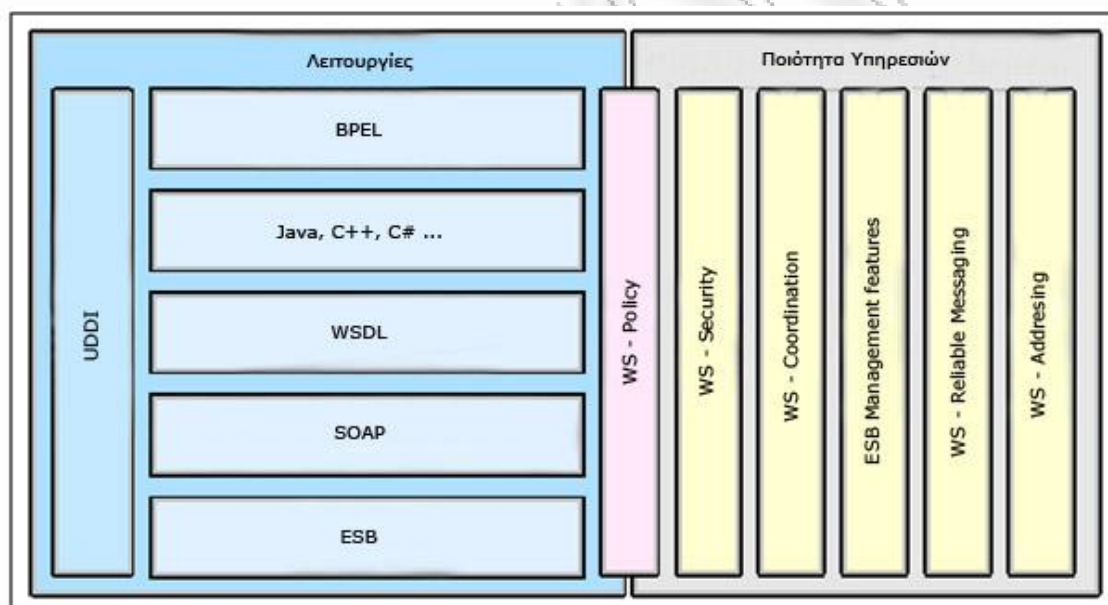 Λειτουργίες
UDDI
BPEL
Java, C++, C# ...
WSDL
SOAP
ESB
WS - Policy
Ποιότητα Υπηρεσιών
WS - Security
WS - Coordination
ESB Management features
WS - Reliable Messaging
WS - Addresing